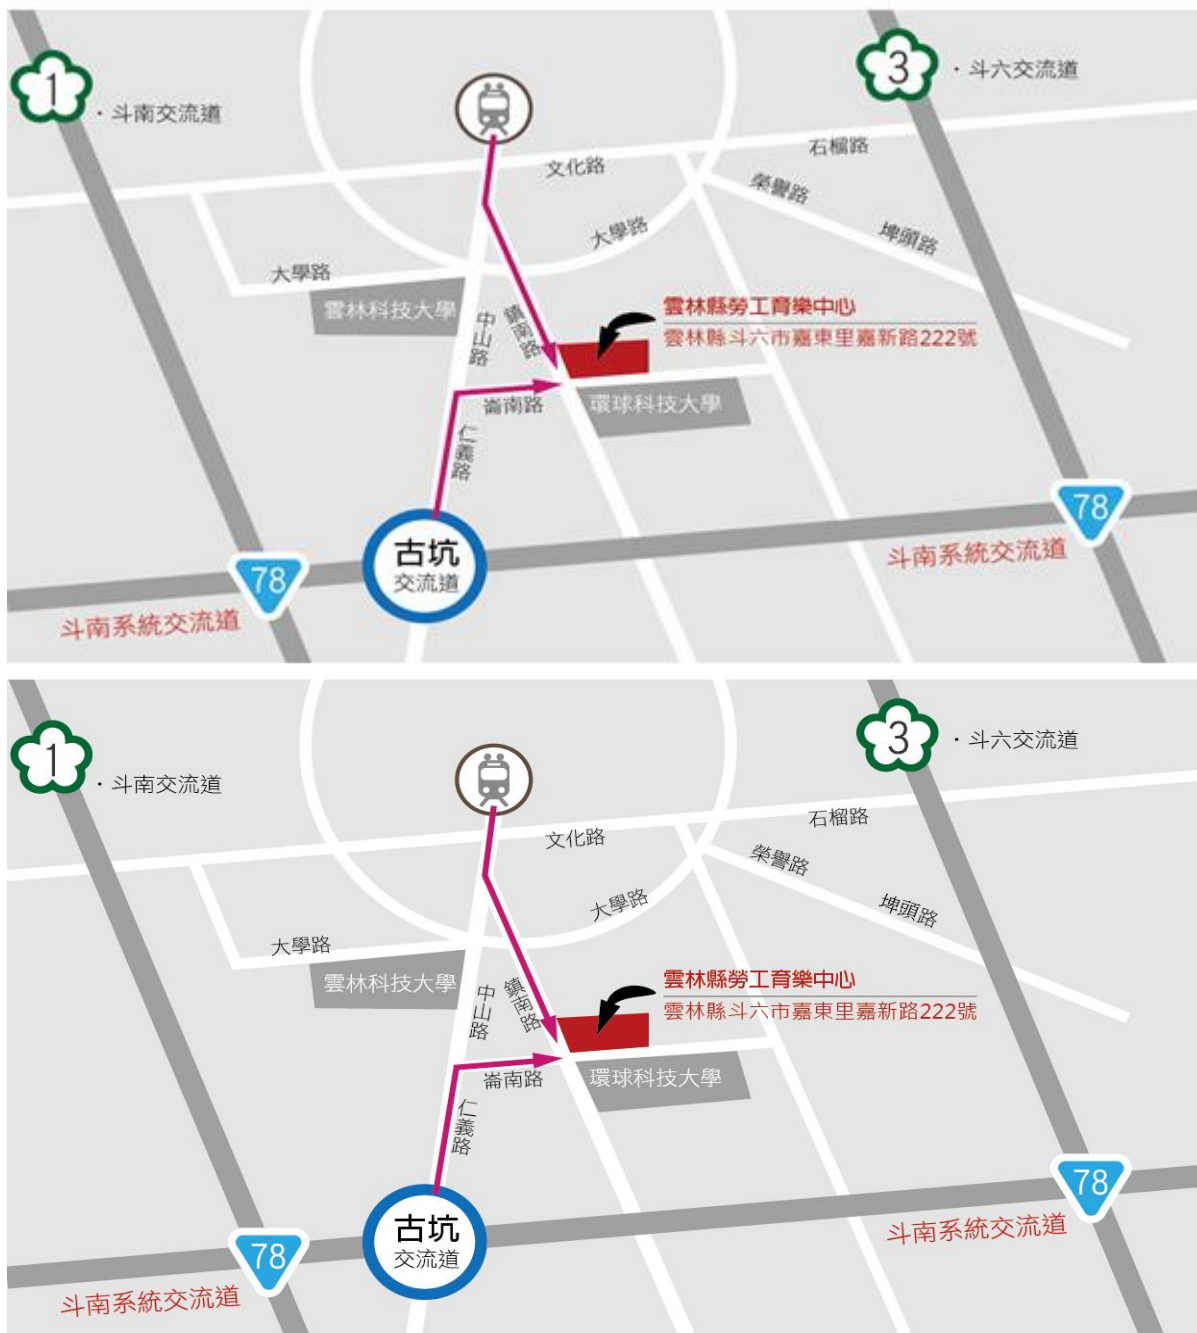 1
・斗南交流道
3
・斗六交流道
石榴路
文化路
榮譽路
埤頭路
大學路
大學路
雲林科技大學
中山路
鎮南路
雲林縣勞工育樂中心
雲林縣斗六市嘉東里嘉新路222號
崙南路
環球科技大學
仁義路
78
斗南系統交流道
古坑
交流道
78
斗南系統交流道
1
・斗南交流道
3
・斗六交流道
石榴路
文化路
榮譽路
埤頭路
大學路
大學路
雲林科技大學
中山路
鎮南路
雲林縣勞工育樂中心
雲林縣斗六市嘉東里嘉新路222號
崙南路
環球科技大學
仁義路
78
斗南系統交流道
古坑
交流道
78
斗南系統交流道